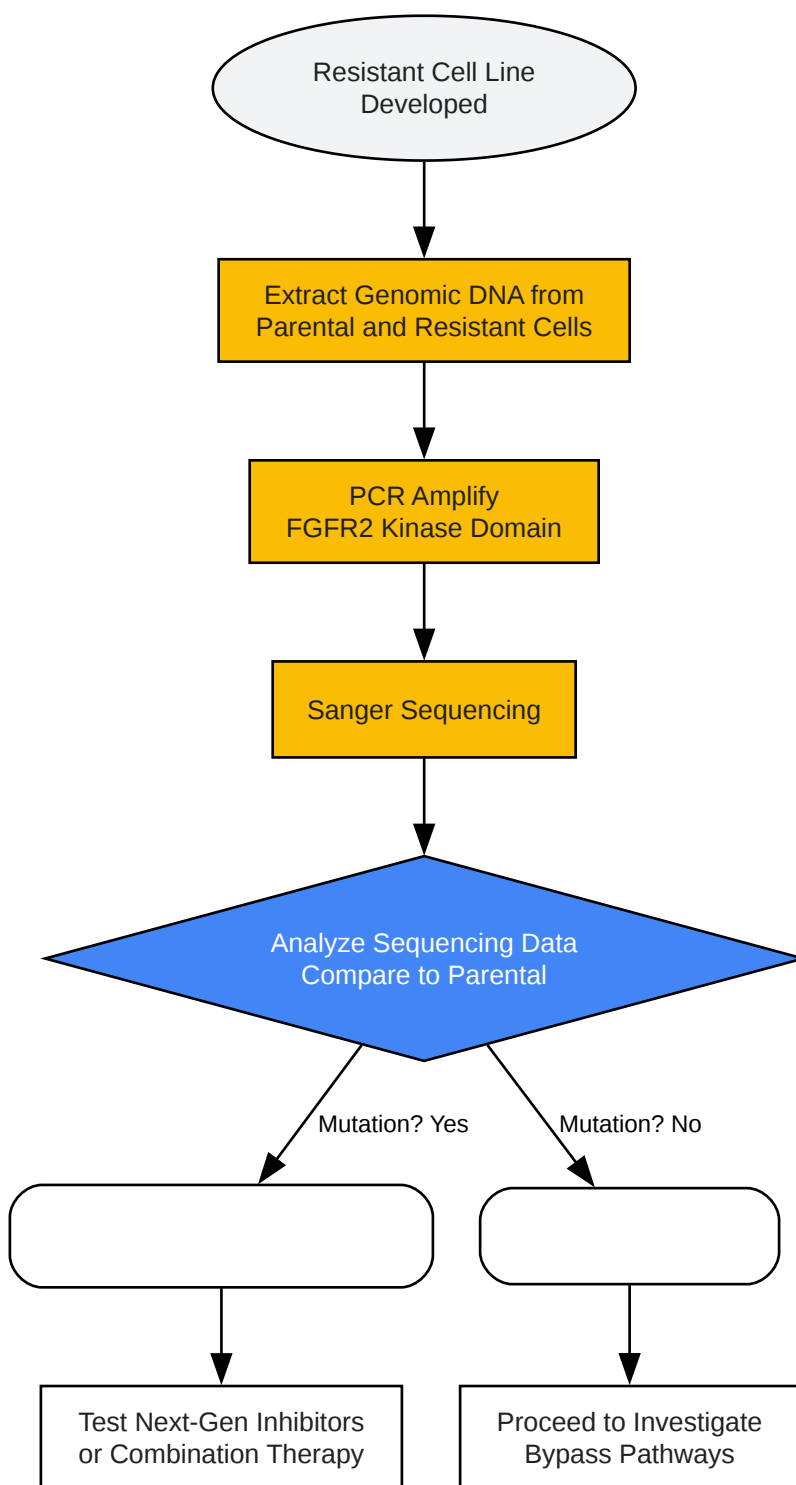 Resistant Cell Line
Developed
Extract Genomic DNA from
Parental and Resistant Cells
PCR Amplify
FGFR2 Kinase Domain
Sanger Sequencing
Analyze Sequencing Data
Compare to Parental
Mutation? Yes
Mutation? No
Test Next-Gen Inhibitors
or Combination Therapy
Proceed to Investigate
Bypass Pathways